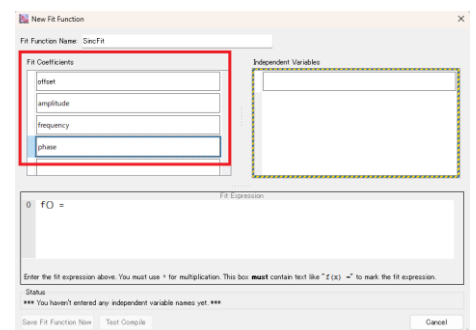 New Fit Function
Fit Function Name: SincFit
Fit Coefficients
Independent Variables
offset
amplitude
frequency
phase
Fit Expression
0 f() =
Enter the fit expression above. You must use * for multiplication. This box must contain text like "f(x) =" to mark the fit expression.
Status
*** You haven't entered any independent variable names yet. ***
Save Fit Function Now
Test Compile
Cancel